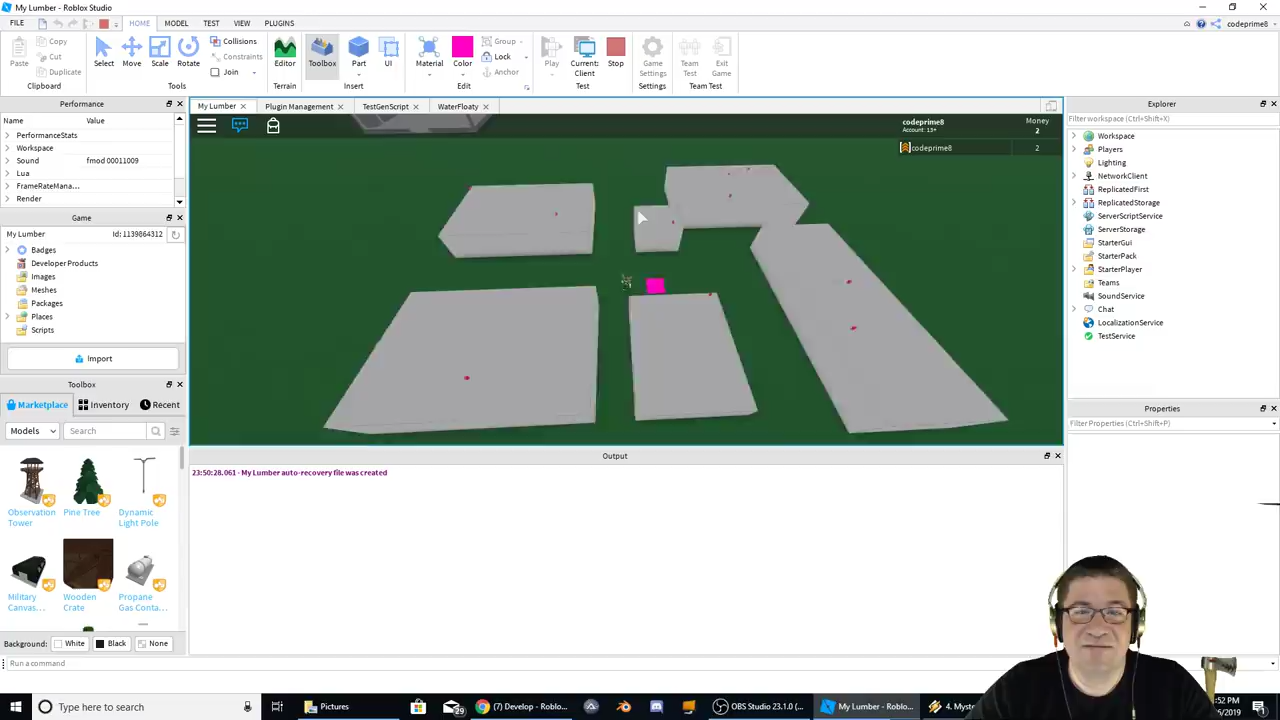 My Lumber - Roblox Studio
FILE
HOME
MODEL
TEST
VIEW
PLUGINS
codeprime8
Paste
Copy
Cut
Duplicate
Clipboard
Select
Move
Scale
Rotate
Collisions
Constraints
Join
Tools
Editor
Terrain
Toolbox
Part
UI
Insert
Material
Color
Group
Lock
Anchor
Edit
Play
Current:
Client
Stop
Test
Game
Settings
Settings
Team
Test
Exit
Game
Team Test
Performance
Name Value
PerformanceStats
Workspace
Sound fmod 00011009
Lua
FrameRateMana...
Render
Game
My Lumber ID: 1139864312
Badges
Developer Products
Images
Meshes
Packages
Places
Scripts
Import
Toolbox
Marketplace
Inventory
Recent
Models
Search
Observation
Tower
Pine Tree
Dynamic
Light Pole
Military
Canvas...
Wooden
Crate
Propane
Gas Conta...
Background: White Black None
Run a command
My Lumber
Plugin Management
TestGenScript
WaterFloaty
codeprime8
Account: 13+
Money
2
codeprime8 2
Output
23:50:28.061 - My Lumber auto-recovery file was created
Explorer
Filter workspace (Ctrl+Shift+X)
Workspace
Players
Lighting
NetworkClient
ReplicatedFirst
ReplicatedStorage
ServerScriptService
ServerStorage
StarterGui
StarterPack
StarterPlayer
Teams
SoundService
Chat
LocalizationService
TestService
Properties
Filter Properties (Ctrl+Shift+P)
Type here to search
Pictures
29
(7) Develop - Roblo...
OBS Studio 23.1.0 (...
My Lumber - Roblo...
4. Myst